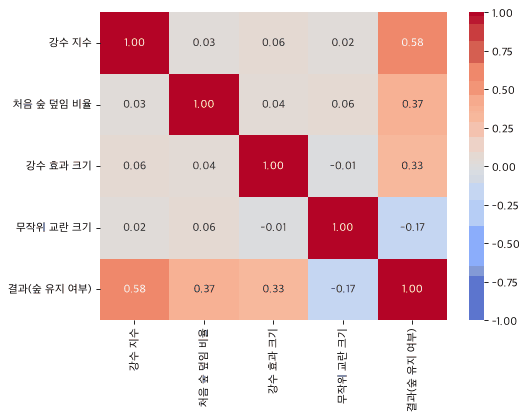 강수 지수 1.00 0.03 0.06 0.02 0.58
처음 숲 덮임 비율 0.03 1.00 0.04 0.06 0.37
강수 효과 크기 0.06 0.04 1.00 -0.01 0.33
무작위 교란 크기 0.02 0.06 -0.01 1.00 -0.17
결과(숲 유지 여부) 0.58 0.37 0.33 -0.17 1.00
강수 지수
처음 숲 덮임 비율
강수 효과 크기
무작위 교란 크기
결과(숲 유지 여부)
1.00
0.75
0.50
0.25
0.00
-0.25
-0.50
-0.75
-1.00